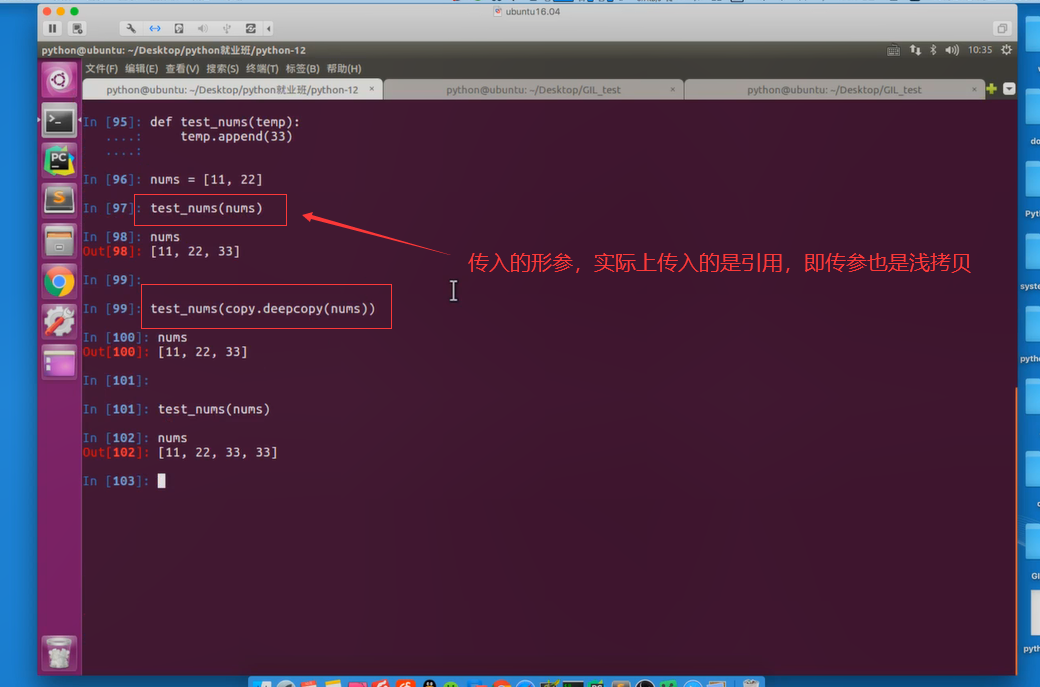 ubuntu16.04
python@ubuntu: ~/Desktop/python就业班/python-12
10:35
文件(F) 编辑(E) 查看(V) 搜索(S) 终端(T) 标签(B) 帮助(H)
python@ubuntu: ~/Desktop/python就业班/python-12 × python@ubuntu: ~/Desktop/GIL_test × python@ubuntu: ~/Desktop/GIL_test ×
In [95]: def test_nums(temp):
....:     temp.append(33)
....:
In [96]: nums = [11, 22]
In [97]: test_nums(nums)
In [98]: nums
Out[98]: [11, 22, 33]
传入的形参，实际上传入的是引用，即传参也是浅拷贝
In [99]:
In [99]: test_nums(copy.deepcopy(nums))
In [100]: nums
Out[100]: [11, 22, 33]
In [101]:
In [101]: test_nums(nums)
In [102]: nums
Out[102]: [11, 22, 33, 33]
In [103]:
PC
S